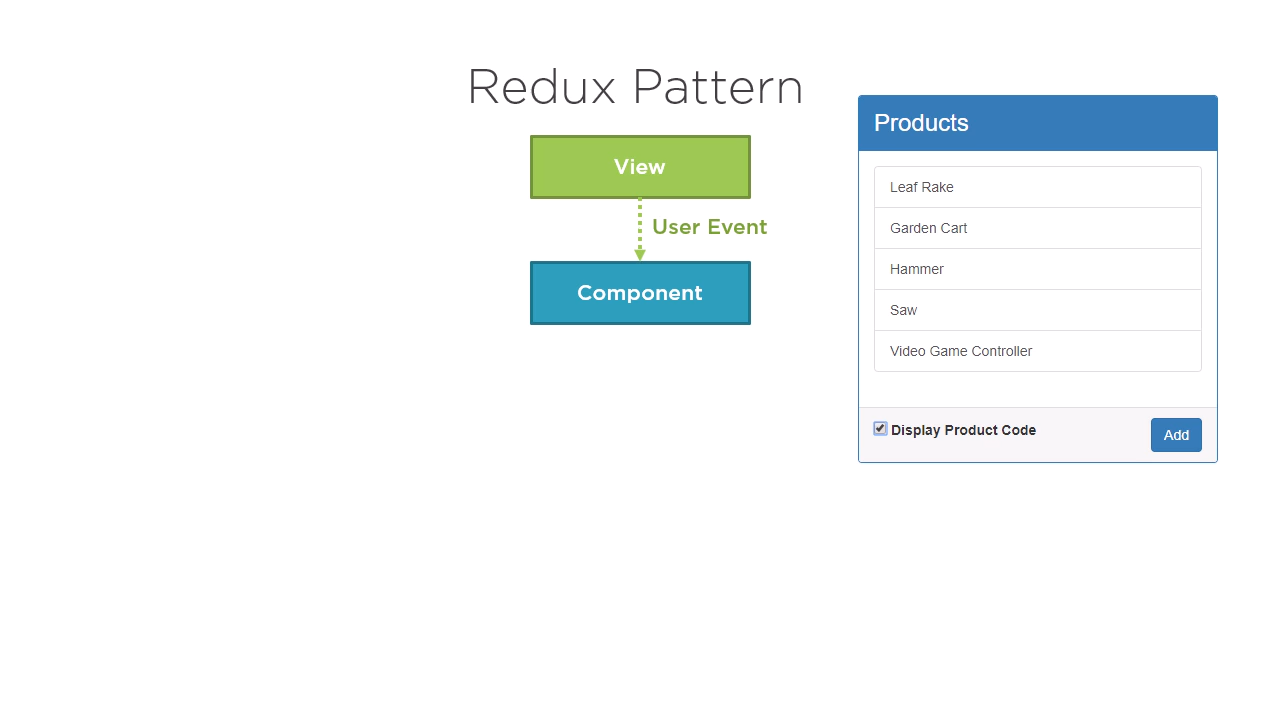 Redux Pattern
View
User Event
Component
Products
Leaf Rake
Garden Cart
Hammer
Saw
Video Game Controller
Display Product Code
Add